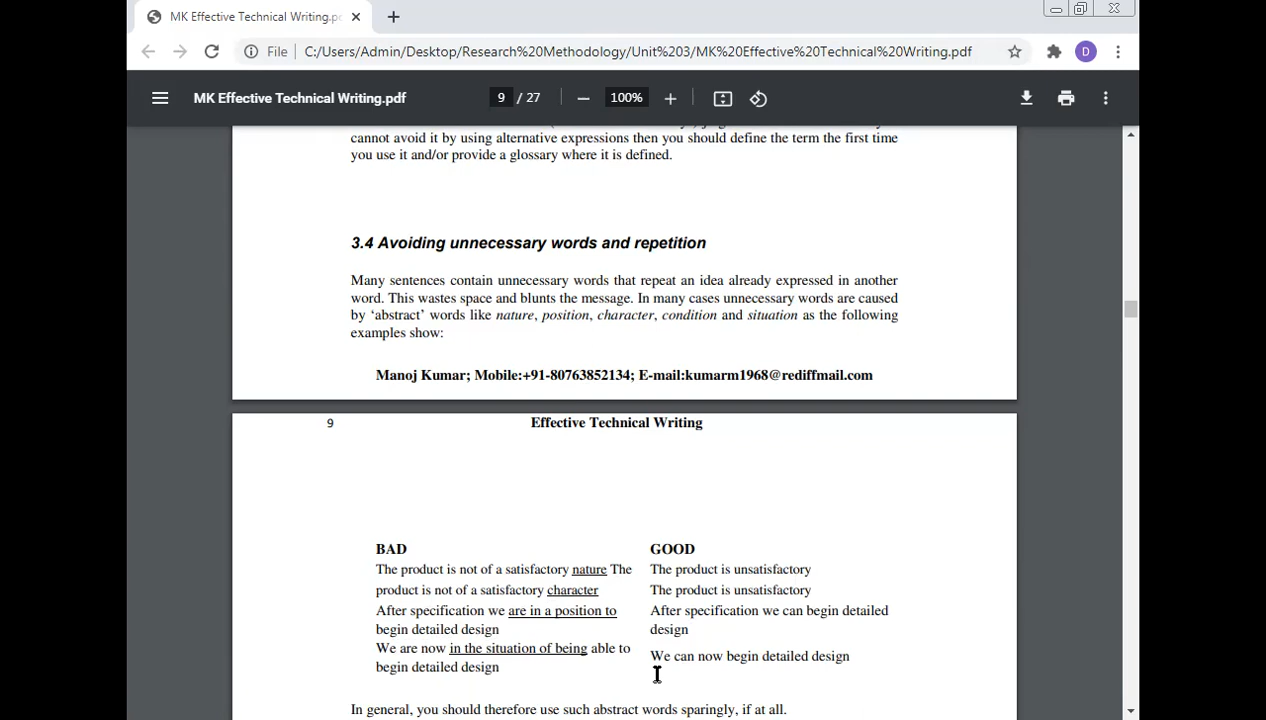 MK Effective Technical Writing.pd
File C:/Users/Admin/Desktop/Research%20Methodology/Unit%203/MK%20Effective%20Technical%20Writing.pdf
D
MK Effective Technical Writing.pdf
9 / 27
100%
cannot avoid it by using alternative expressions then you should define the term the first time
you use it and/or provide a glossary where it is defined.
3.4 Avoiding unnecessary words and repetition
Many sentences contain unnecessary words that repeat an idea already expressed in another
word. This wastes space and blunts the message. In many cases unnecessary words are caused
by ‘abstract’ words like nature, position, character, condition and situation as the following
examples show:
Manoj Kumar; Mobile:+91-80763852134; E-mail:kumarm1968@rediffmail.com
9
Effective Technical Writing
BAD
The product is not of a satisfactory nature The
product is not of a satisfactory character
After specification we are in a position to
begin detailed design
We are now in the situation of being able to
begin detailed design
GOOD
The product is unsatisfactory
The product is unsatisfactory
After specification we can begin detailed
design
We can now begin detailed design
In general, you should therefore use such abstract words sparingly, if at all.